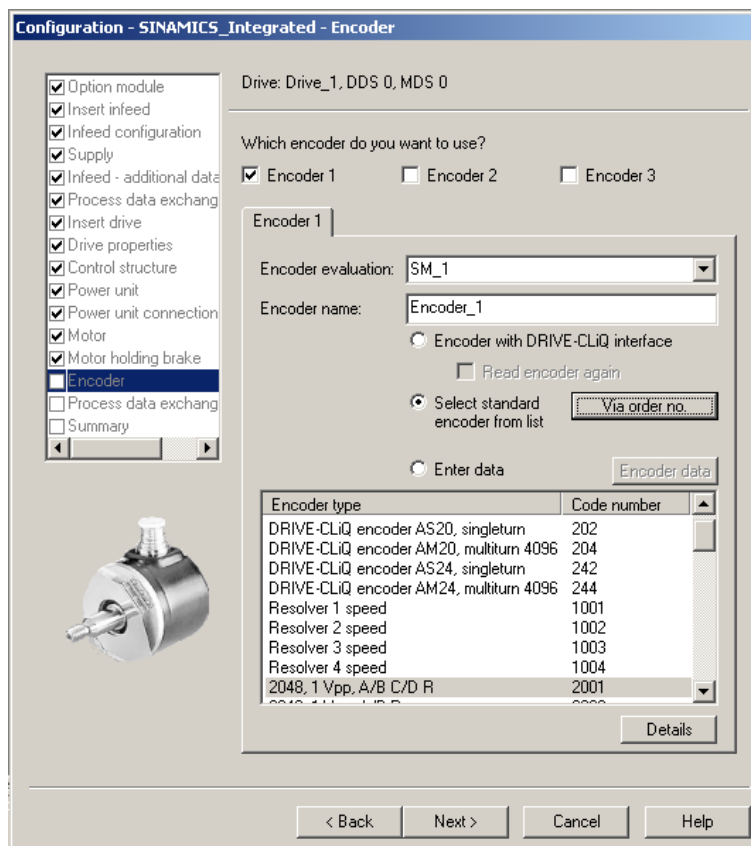 Configuration - SINAMICS_Integrated - Encoder
Option module
Insert infeed
Infeed configuration
Supply
Infeed - additional data
Process data exchang
Insert drive
Drive properties
Control structure
Power unit
Power unit connection
Motor
Motor holding brake
Encoder
Process data exchang
Summary
Drive: Drive_1, DDS 0, MDS 0
Which encoder do you want to use?
Encoder 1 Encoder 2 Encoder 3
Encoder 1
Encoder evaluation: SM_1
Encoder name: Encoder_1
Encoder with DRIVE-CLiQ interface
Read encoder again
Select standard
encoder from list
Via order no.
Enter data Encoder data
Encoder type Code number
DRIVE-CLiQ encoder AS20, singleturn 202
DRIVE-CLiQ encoder AM20, multiturn 4096 204
DRIVE-CLiQ encoder AS24, singleturn 242
DRIVE-CLiQ encoder AM24, multiturn 4096 244
Resolver 1 speed 1001
Resolver 2 speed 1002
Resolver 3 speed 1003
Resolver 4 speed 1004
2048, 1 Vpp, A/B C/D R 2001
Details
< Back Next > Cancel Help